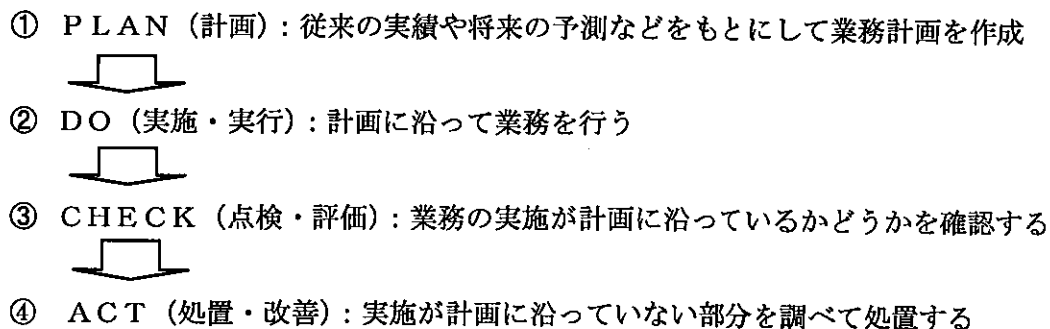 ① PLAN（計画）：従来の実績や将来の予測などをもとにして業務計画を作成
② DO（実施・実行）：計画に沿って業務を行う
③ CHECK（点検・評価）：業務の実施が計画に沿っているかどうかを確認する
④ ACT（処置・改善）：実施が計画に沿っていない部分を調べて処置する